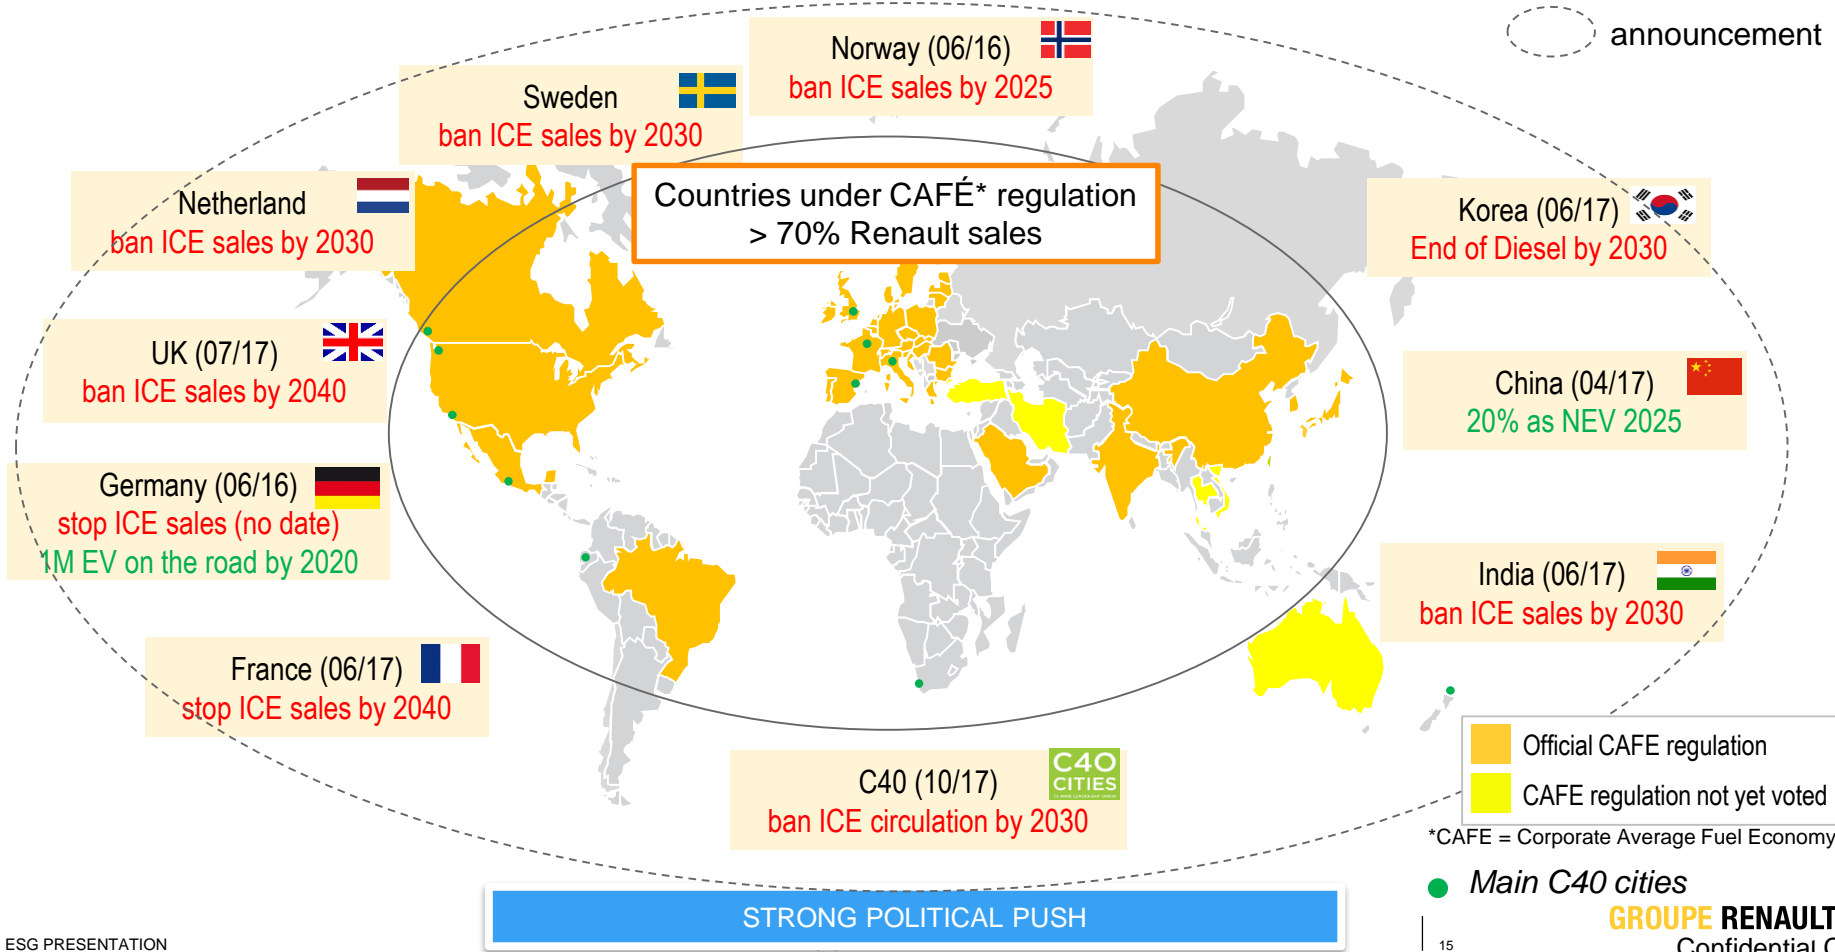 announcement
Norway (06/16)
ban ICE sales by 2025
Sweden
ban ICE sales by 2030
Netherland
ban ICE sales by 2030
Countries under CAFÉ* regulation
> 70% Renault sales
Korea (06/17)
End of Diesel by 2030
UK (07/17)
ban ICE sales by 2040
China (04/17)
20% as NEV 2025
Germany (06/16)
stop ICE sales (no date)
1M EV on the road by 2020
India (06/17)
ban ICE sales by 2030
France (06/17)
stop ICE sales by 2040
C40 (10/17)
C40
CITIES
ban ICE circulation by 2030
Official CAFE regulation
CAFE regulation not yet voted
*CAFE = Corporate Average Fuel Economy
Main C40 cities
STRONG POLITICAL PUSH
GROUPE RENAULT
ESG PRESENTATION
15
Confidential C